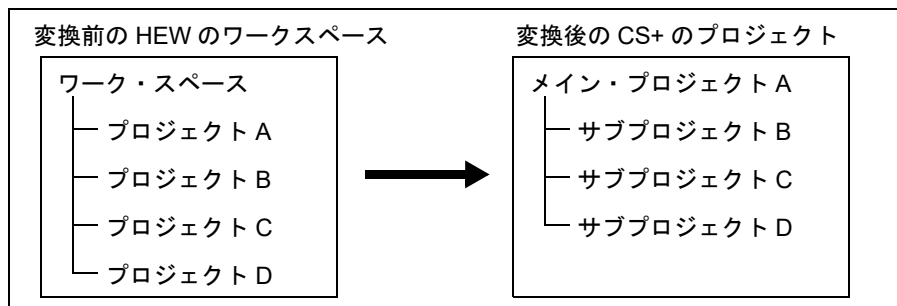 変換前の HEW のワークスペース
ワーク・スペース
プロジェクト A
プロジェクト B
プロジェクト C
プロジェクト D
変換後の CS+ のプロジェクト
メイン・プロジェクト A
サブプロジェクト B
サブプロジェクト C
サブプロジェクト D